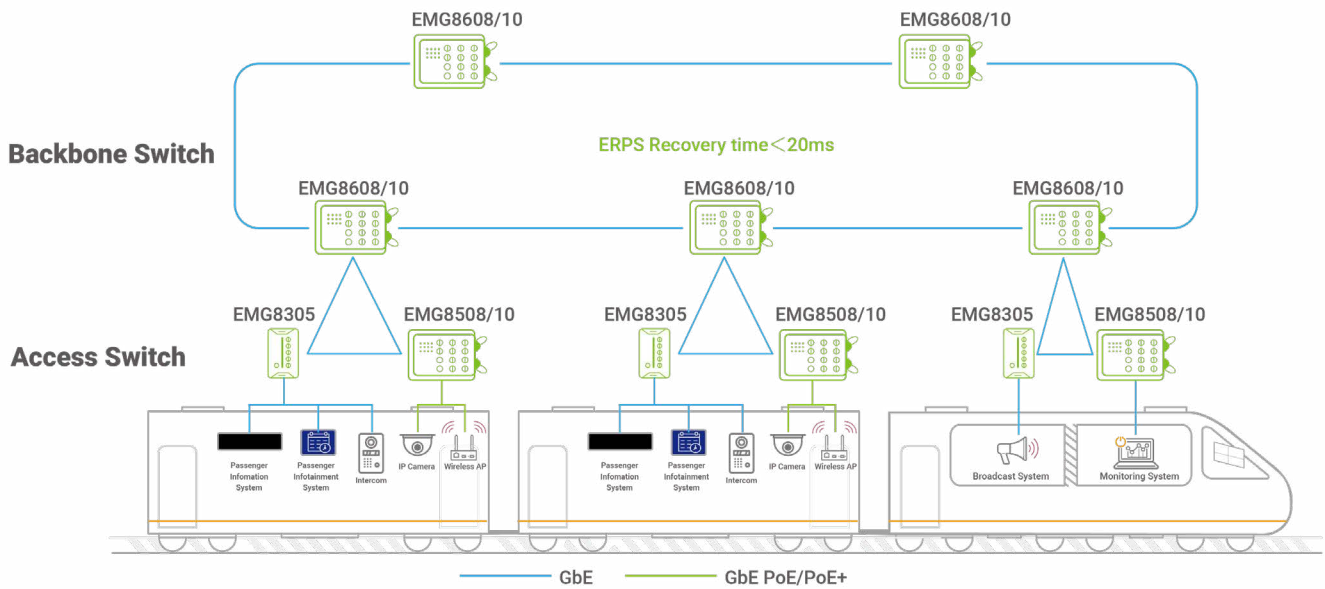 EMG8608/10
EMG8608/10
Backbone Switch
ERPS Recovery time<20ms
EMG8608/10
EMG8608/10
EMG8608/10
EMG8305
EMG8508/10
EMG8305
EMG8508/10
EMG8305
EMG8508/10
Access Switch
Passenger
Infomation
System
Passenger
Infotainment
System
Intercom
IP Camera
Wireless AP
Passenger
Infomation
System
Passenger
Infotainment
System
Intercom
IP Camera
Wireless AP
Broadcast System
Monitoring System
GbE
GbE PoE/PoE+